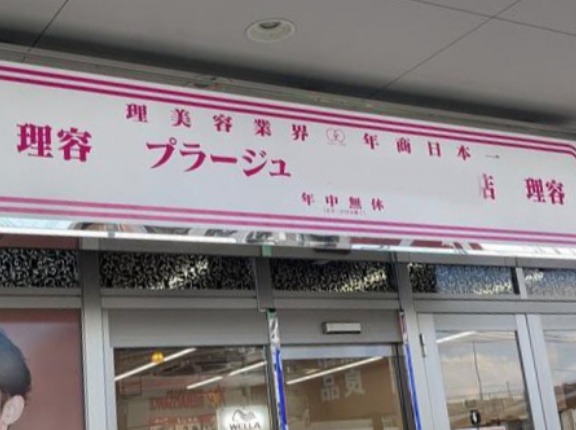 理美容業界 年商日本一
理容 プラージュ 店 理容
年中無休
良品
WELLA